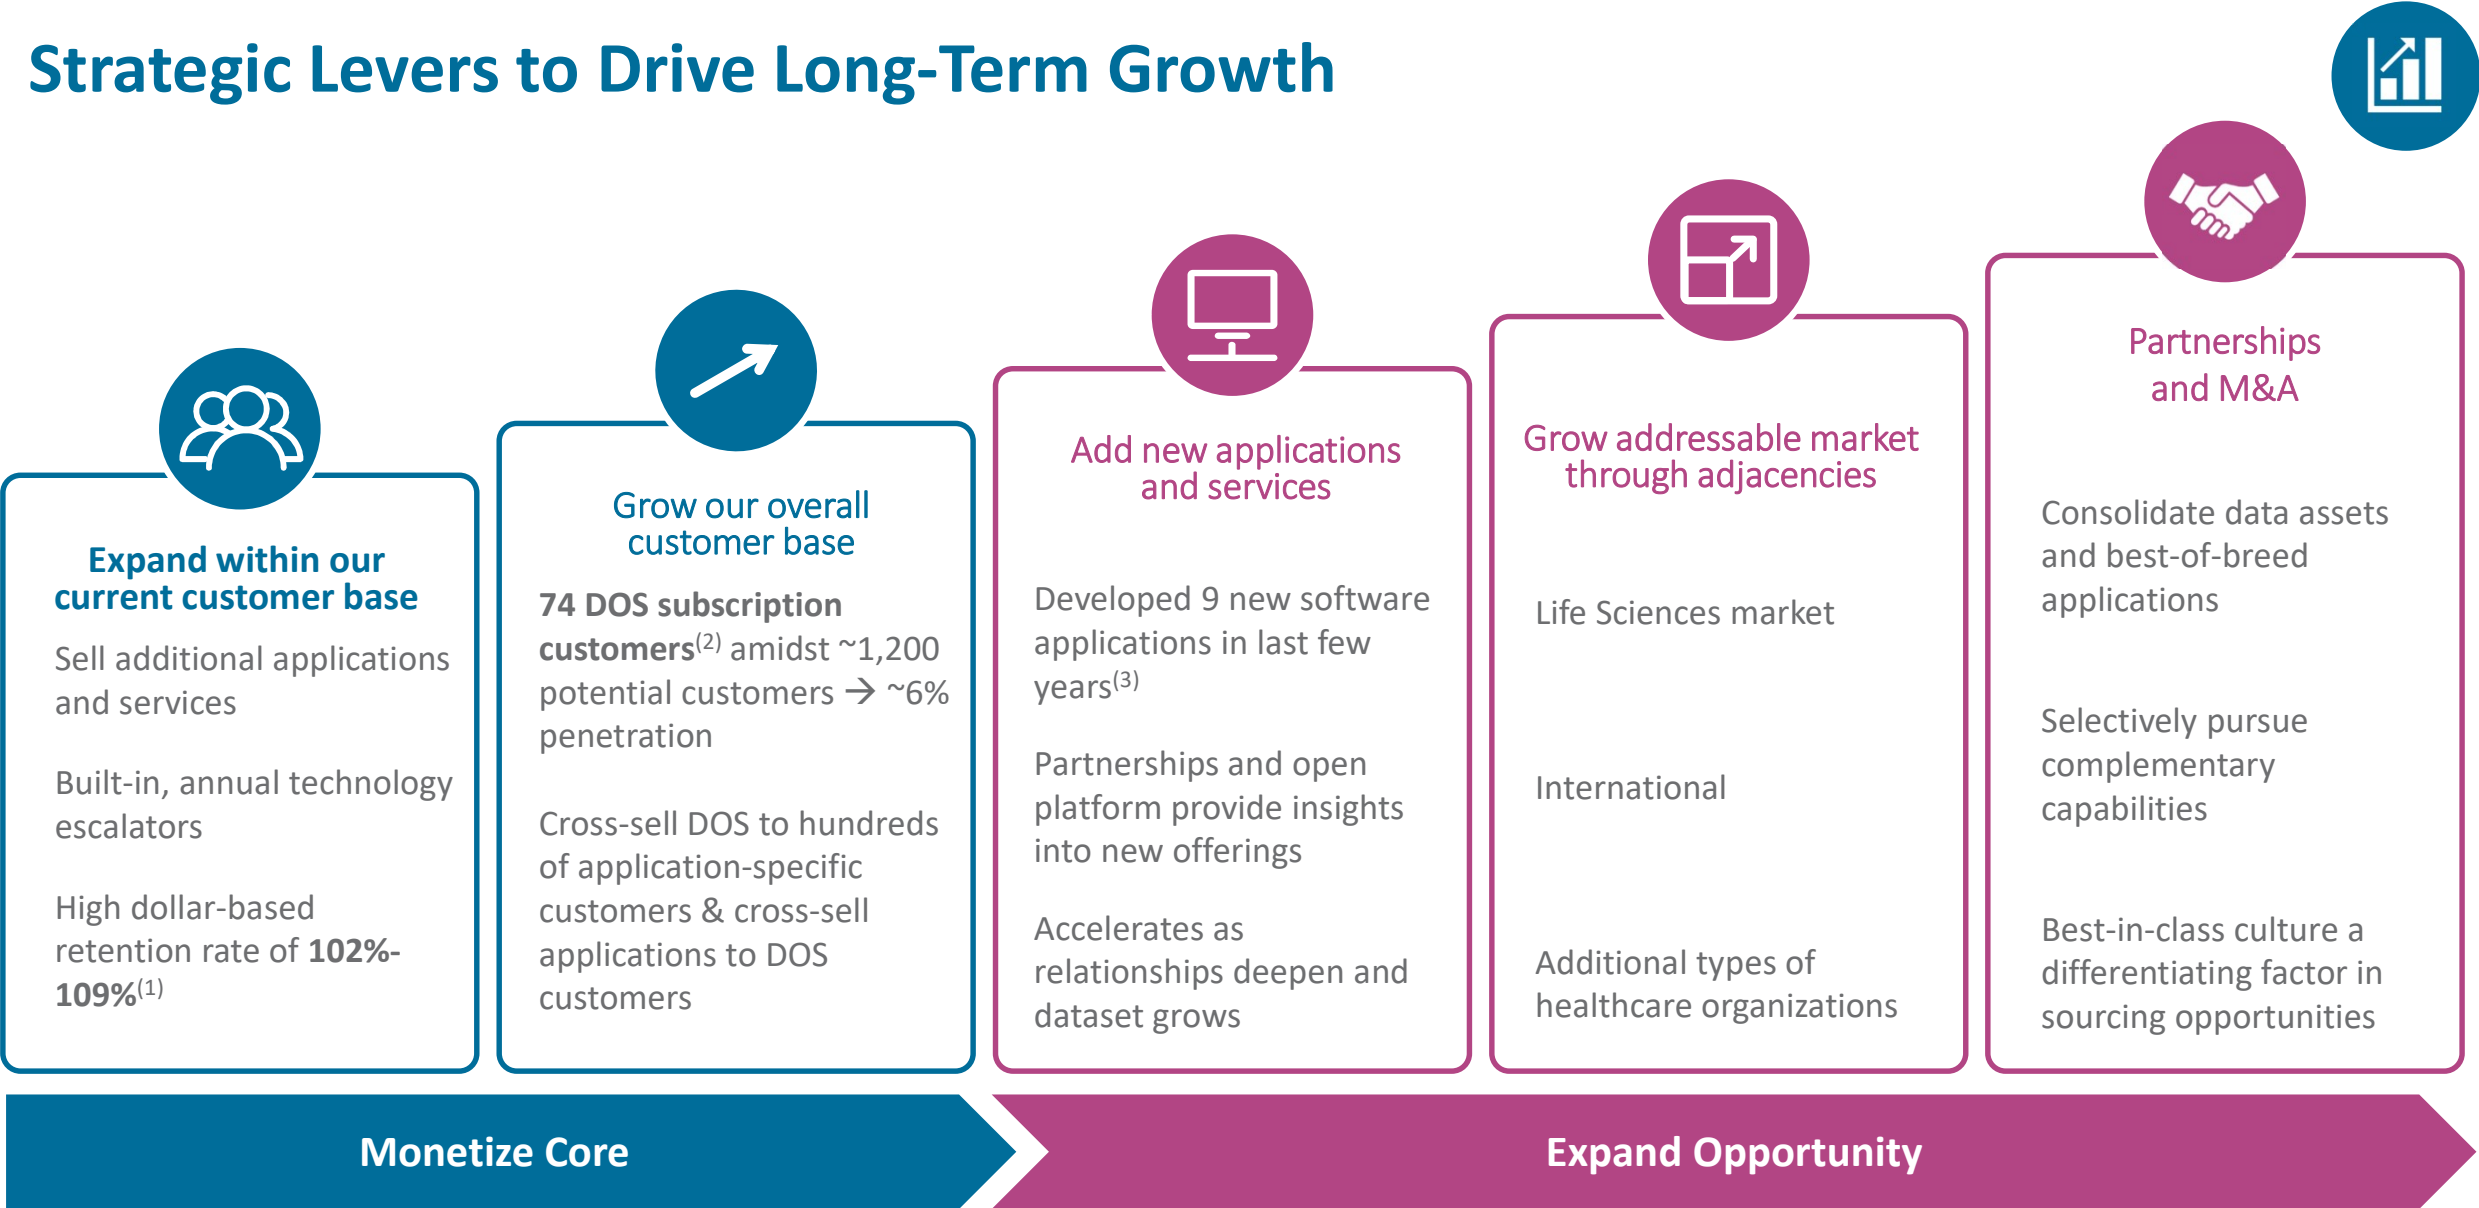 Strategic Levers to Drive Long-Term Growth
Expand within our
current customer base
Sell additional applications
and services
Built-in, annual technology
escalators
High dollar-based
retention rate of 102%-
109%(1)
Grow our overall
customer base
74 DOS subscription
customers(2) amidst ~1,200
potential customers → ~6%
penetration
Cross-sell DOS to hundreds
of application-specific
customers & cross-sell
applications to DOS
customers
Add new applications
and services
Developed 9 new software
applications in last few
years(3)
Partnerships and open
platform provide insights
into new offerings
Accelerates as
relationships deepen and
dataset grows
Grow addressable market
through adjacencies
Life Sciences market
International
Additional types of
healthcare organizations
Partnerships
and M&A
Consolidate data assets
and best-of-breed
applications
Selectively pursue
complementary
capabilities
Best-in-class culture a
differentiating factor in
sourcing opportunities
Monetize Core
Expand Opportunity